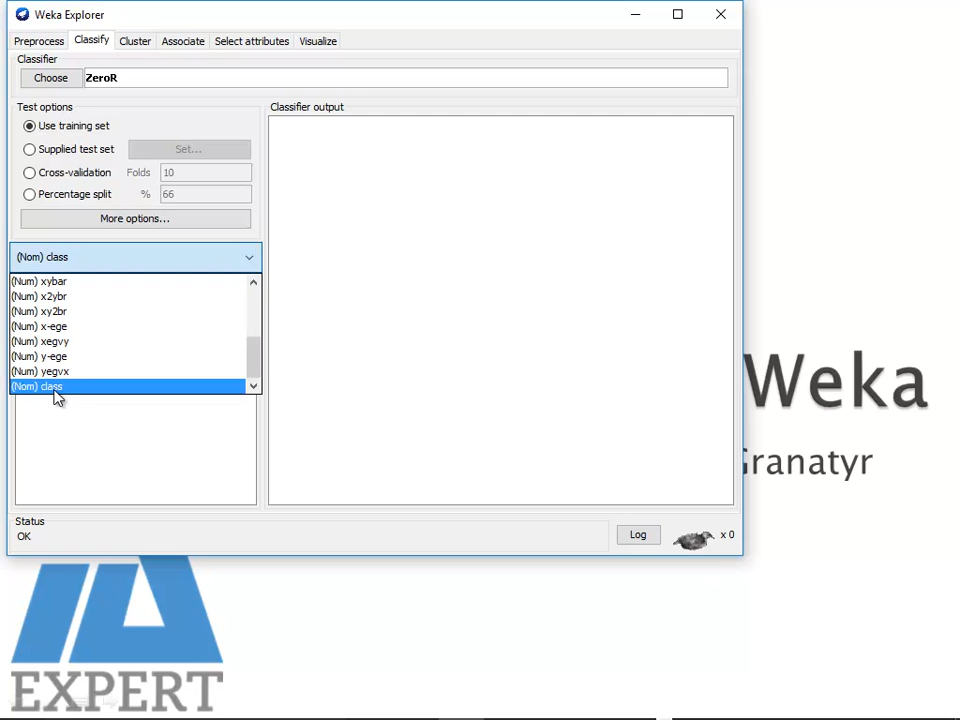 Weka Explorer
Preprocess Classify Cluster Associate Select attributes Visualize
Classifier
Choose ZeroR
Test options
Use training set
Supplied test set Set...
Cross-validation Folds 10
Percentage split % 66
More options...
(Nom) class
(Num) xybar
(Num) x2ybr
(Num) xy2br
(Num) x-ege
(Num) xegvy
(Num) y-ege
(Num) yegvx
(Nom) class
Classifier output
Status
OK
Log
x 0
Weka
Granatyr
EXPERT